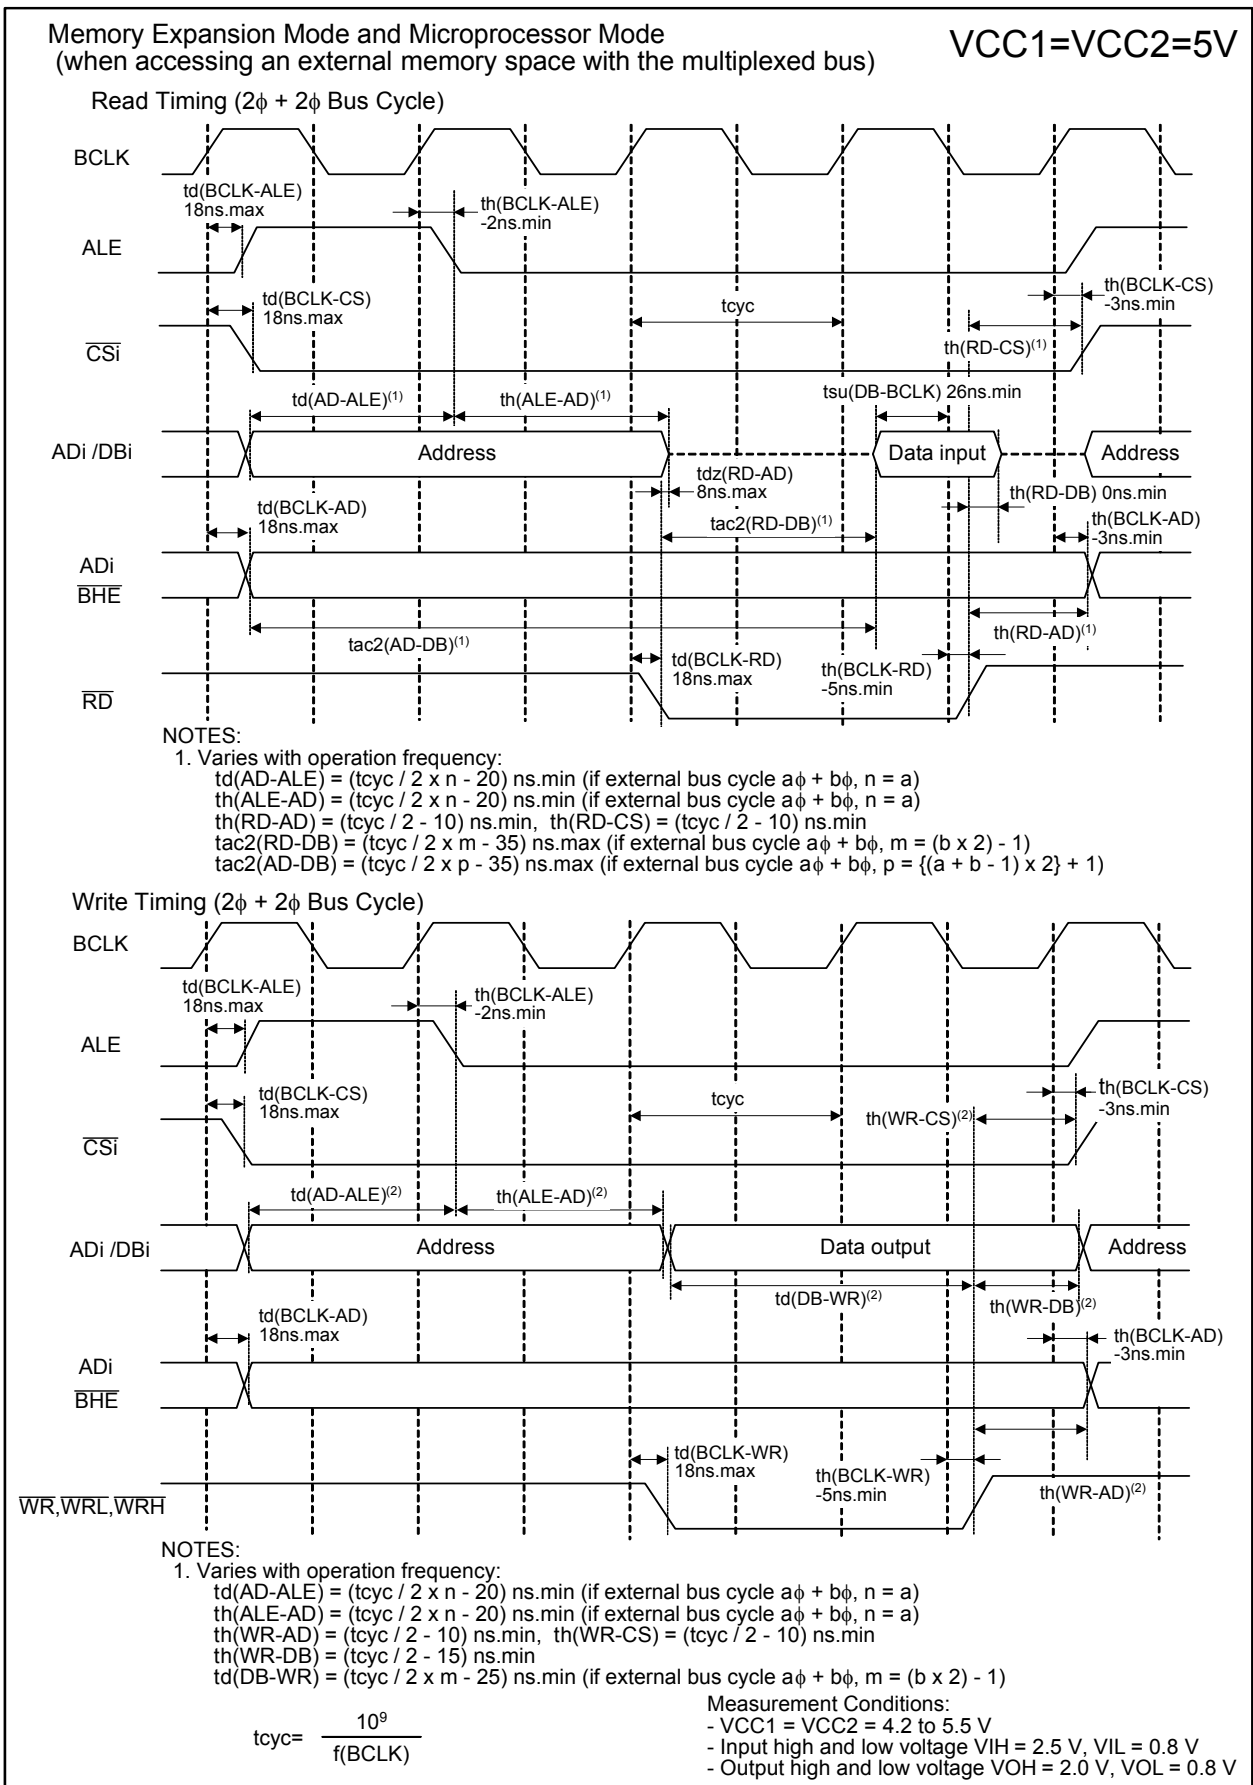 Memory Expansion Mode and Microprocessor Mode
(when accessing an external memory space with the multiplexed bus)
VCC1=VCC2=5V
Read Timing (2ϕ + 2ϕ Bus Cycle)
BCLK
td(BCLK-ALE)
18ns.max
th(BCLK-ALE)
-2ns.min
ALE
td(BCLK-CS)
18ns.max
tcyc
th(BCLK-CS)
-3ns.min
th(RD-CS)(1)
CSi
td(AD-ALE)(1)
th(ALE-AD)(1)
tsu(DB-BCLK) 26ns.min
ADi /DBi
Address
Data input
Address
tdz(RD-AD)
8ns.max
th(RD-DB) 0ns.min
td(BCLK-AD)
18ns.max
tac2(RD-DB)(1)
th(BCLK-AD)
-3ns.min
ADi
BHE
tac2(AD-DB)(1)
th(RD-AD)(1)
td(BCLK-RD)
18ns.max
th(BCLK-RD)
-5ns.min
RD
NOTES:
1. Varies with operation frequency:
td(AD-ALE) = (tcyc / 2 x n - 20) ns.min (if external bus cycle aϕ + bϕ, n = a)
th(ALE-AD) = (tcyc / 2 x n - 20) ns.min (if external bus cycle aϕ + bϕ, n = a)
th(RD-AD) = (tcyc / 2 - 10) ns.min, th(RD-CS) = (tcyc / 2 - 10) ns.min
tac2(RD-DB) = (tcyc / 2 x m - 35) ns.max (if external bus cycle aϕ + bϕ, m = (b x 2) - 1)
tac2(AD-DB) = (tcyc / 2 x p - 35) ns.max (if external bus cycle aϕ + bϕ, p = {(a + b - 1) x 2} + 1)
Write Timing (2ϕ + 2ϕ Bus Cycle)
BCLK
td(BCLK-ALE)
18ns.max
th(BCLK-ALE)
-2ns.min
ALE
td(BCLK-CS)
18ns.max
tcyc
th(WR-CS)(2)
th(BCLK-CS)
-3ns.min
CSi
td(AD-ALE)(2)
th(ALE-AD)(2)
ADi /DBi
Address
Data output
Address
td(DB-WR)(2)
th(WR-DB)(2)
td(BCLK-AD)
18ns.max
th(BCLK-AD)
-3ns.min
ADi
BHE
td(BCLK-WR)
18ns.max
th(BCLK-WR)
-5ns.min
th(WR-AD)(2)
WR,WRL,WRH
NOTES:
1. Varies with operation frequency:
td(AD-ALE) = (tcyc / 2 x n - 20) ns.min (if external bus cycle aϕ + bϕ, n = a)
th(ALE-AD) = (tcyc / 2 x n - 20) ns.min (if external bus cycle aϕ + bϕ, n = a)
th(WR-AD) = (tcyc / 2 - 10) ns.min, th(WR-CS) = (tcyc / 2 - 10) ns.min
th(WR-DB) = (tcyc / 2 - 15) ns.min
td(DB-WR) = (tcyc / 2 x m - 25) ns.min (if external bus cycle aϕ + bϕ, m = (b x 2) - 1)
tcyc= 10⁹ / f(BCLK)
Measurement Conditions:
- VCC1 = VCC2 = 4.2 to 5.5 V
- Input high and low voltage VIH = 2.5 V, VIL = 0.8 V
- Output high and low voltage VOH = 2.0 V, VOL = 0.8 V